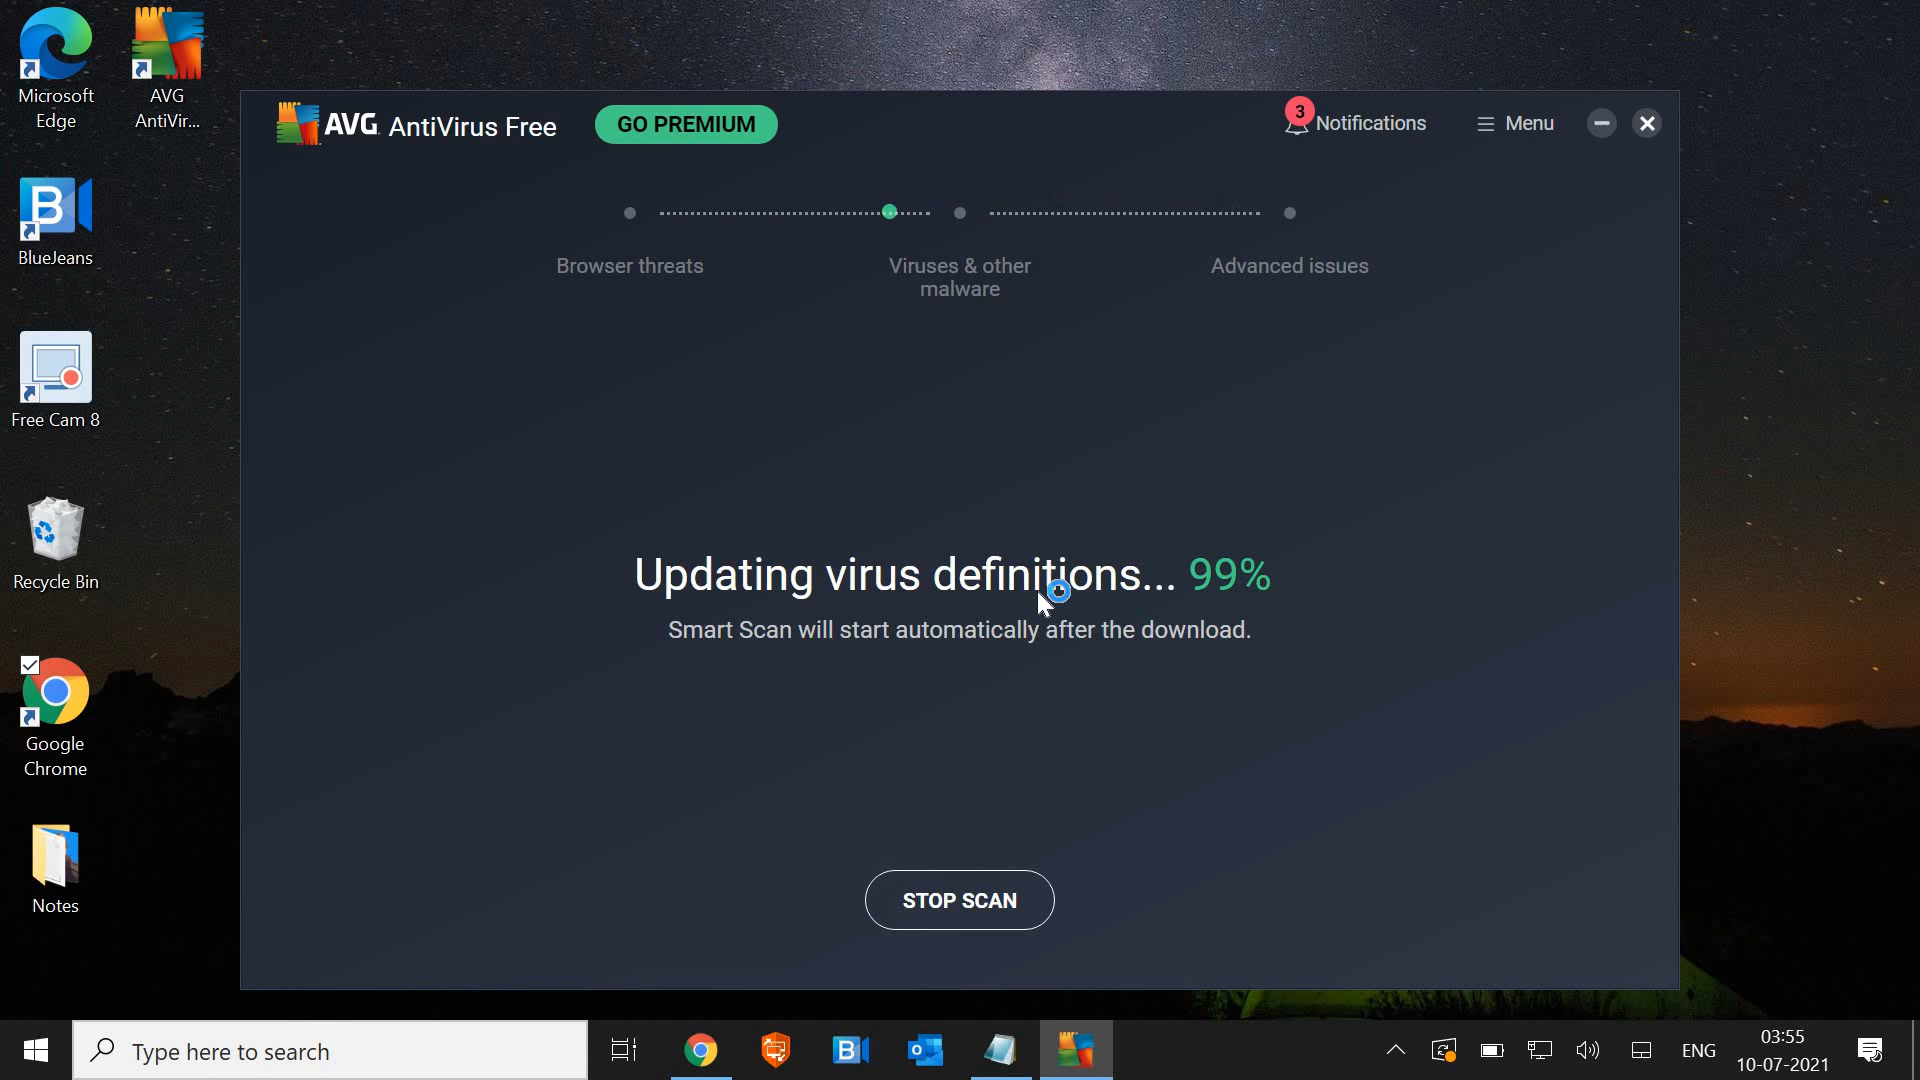 Microsoft
Edge
AVG
AntiVir...
BlueJeans
Free Cam 8
Recycle Bin
Google
Chrome
Notes
AVG AntiVirus Free
GO PREMIUM
3
Notifications
Menu
Browser threats
Viruses & other
malware
Advanced issues
Updating virus definitions... 99%
Smart Scan will start automatically after the download.
STOP SCAN
Type here to search
ENG
03:55
10-07-2021